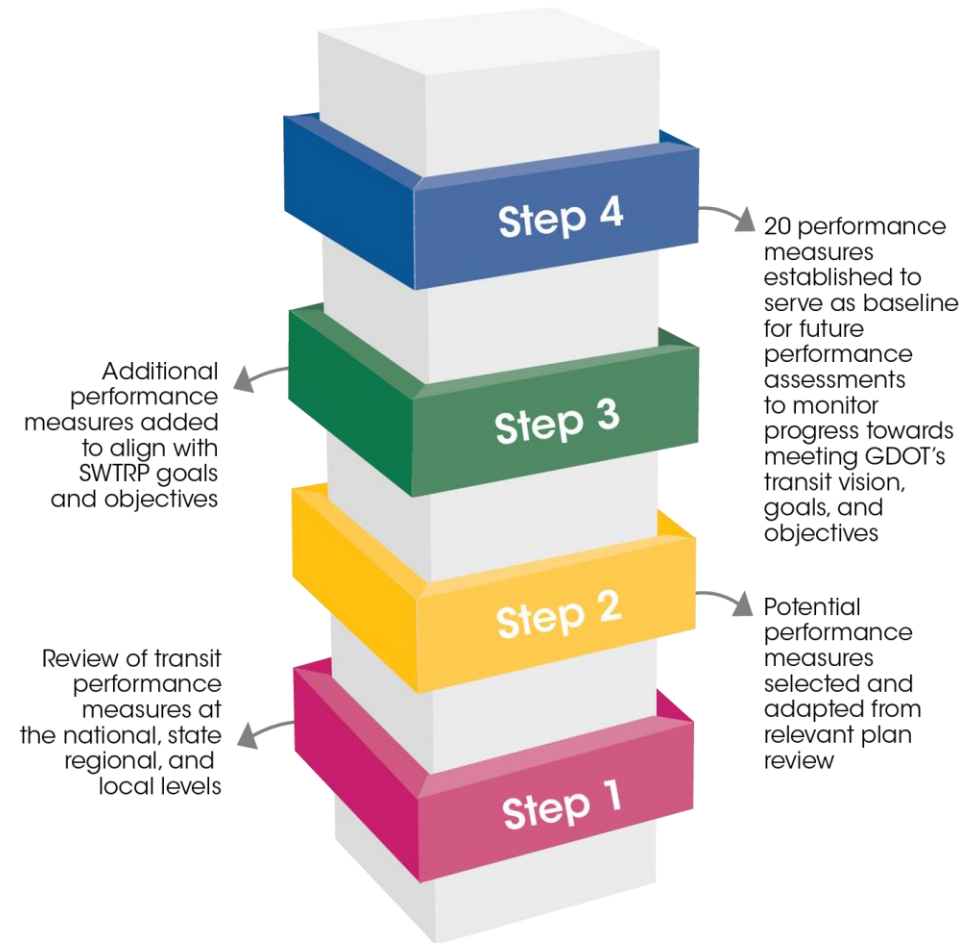 Step 4
20 performance
measures
established to
serve as baseline
for future
performance
assessments
to monitor
progress towards
meeting GDOT's
transit vision,
goals, and
objectives
Step 3
Additional
performance
measures added
to align with
SWTRP goals
and objectives
Step 2
Potential
performance
measures
selected and
adapted from
relevant plan
review
Step 1
Review of transit
performance
measures at
the national, state
regional, and
local levels